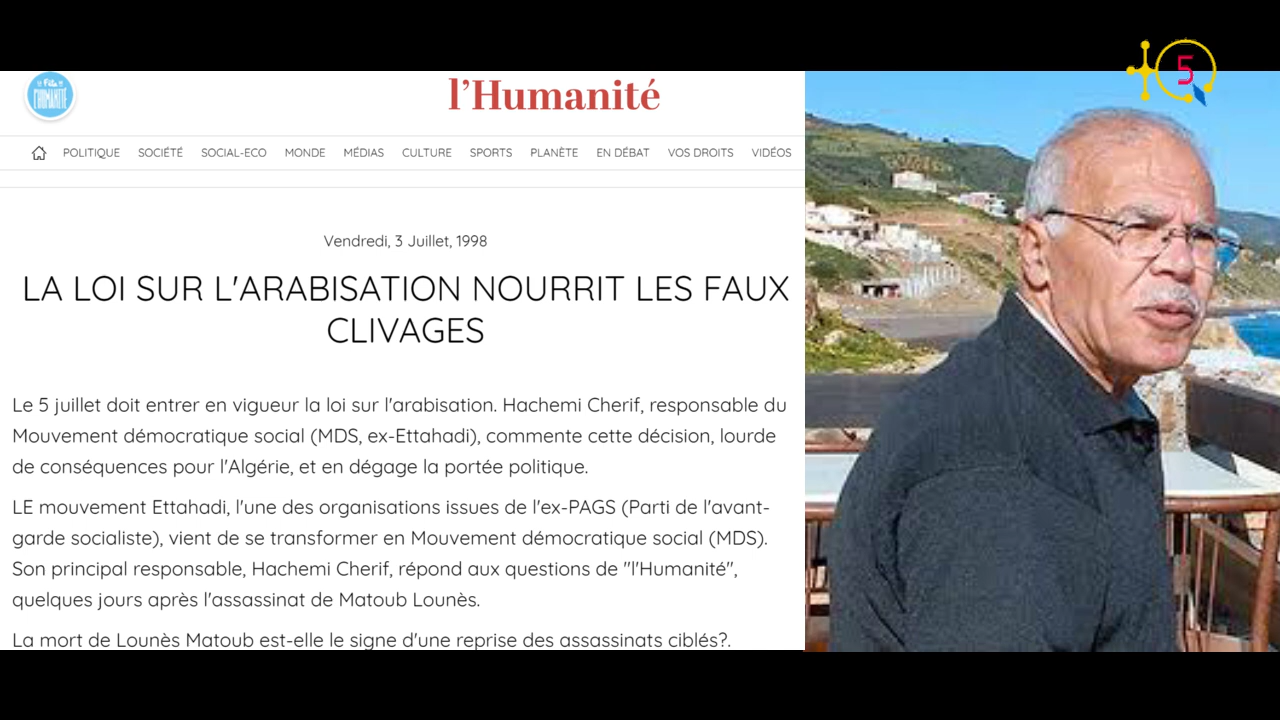 5
la Fête de
l'HUMANITÉ
l'Humanité
POLITIQUE SOCIÉTÉ SOCIAL-ECO MONDE MÉDIAS CULTURE SPORTS PLANÈTE EN DÉBAT VOS DROITS VIDÉOS
Vendredi, 3 Juillet, 1998
LA LOI SUR L'ARABISATION NOURRIT LES FAUX
CLIVAGES
Le 5 juillet doit entrer en vigueur la loi sur l'arabisation. Hachemi Cherif, responsable du
Mouvement démocratique social (MDS, ex-Ettahadi), commente cette décision, lourde
de conséquences pour l'Algérie, et en dégage la portée politique.
LE mouvement Ettahadi, l'une des organisations issues de l'ex-PAGS (Parti de l'avant-
garde socialiste), vient de se transformer en Mouvement démocratique social (MDS).
Son principal responsable, Hachemi Cherif, répond aux questions de "l'Humanité",
quelques jours après l'assassinat de Matoub Lounès.
La mort de Lounès Matoub est-elle le signe d'une reprise des assassinats ciblés?.